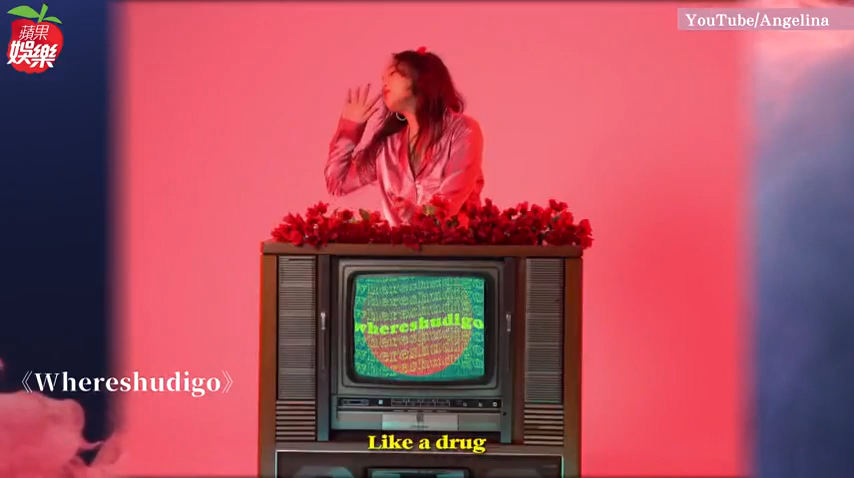 蘋果
娛樂
YouTube/Angelina
whereshudigo
《Whereshudigo》
Like a drug